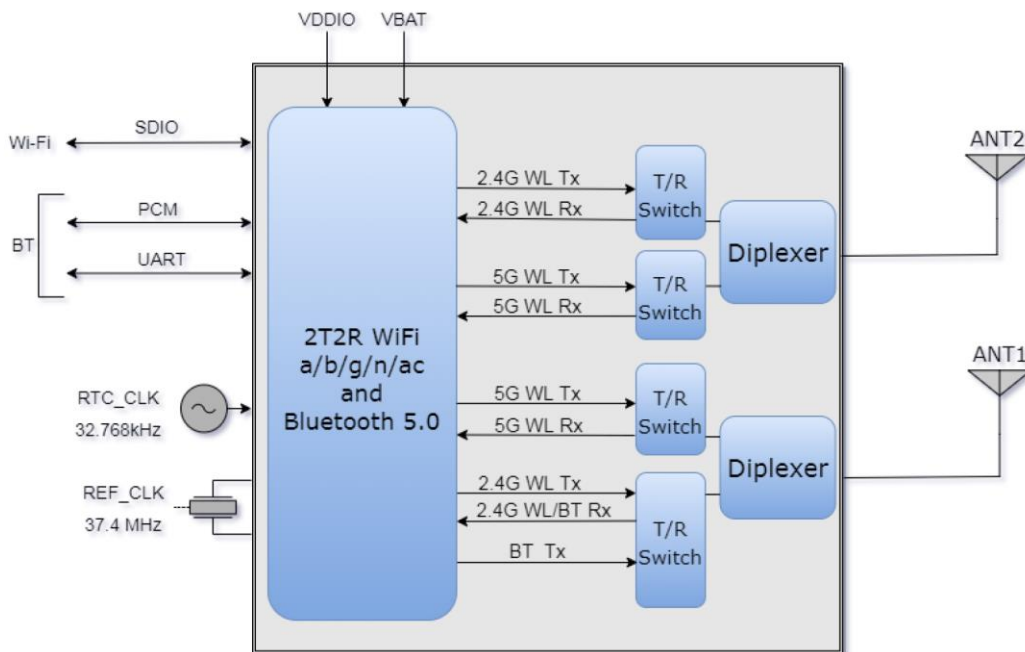 VDDIO
VBAT
Wi-Fi
SDIO
BT
PCM
UART
RTC_CLK
32.768kHz
REF_CLK
37.4 MHz
2T2R WiFi
a/b/g/n/ac
and
Bluetooth 5.0
2.4G WL Tx
2.4G WL Rx
T/R
Switch
5G WL Tx
5G WL Rx
T/R
Switch
Diplexer
ANT2
5G WL Tx
5G WL Rx
T/R
Switch
2.4G WL Tx
2.4G WL/BT Rx
BT Tx
T/R
Switch
Diplexer
ANT1